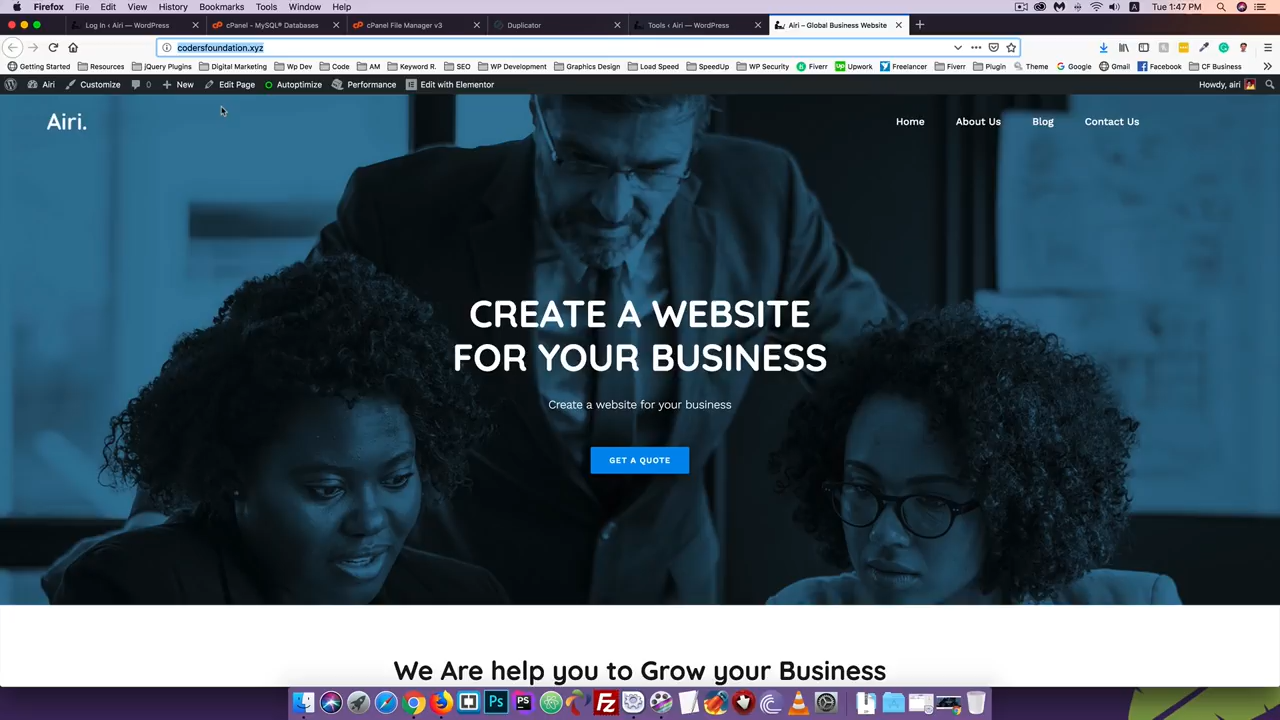 Firefox File Edit View History Bookmarks Tools Window Help Tue 1:47 PM
Log In ‹ Airi — WordPress × cPanel - MySQL® Databases × cPanel File Manager v3 × Duplicator × Tools ‹ Airi — WordPress × Airi – Global Business Website × +
codersfoundation.xyz
Getting Started Resources jQuery Plugins Digital Marketing Wp Dev Code AM Keyword R. SEO WP Development Graphics Design Load Speed SpeedUp WP Security Fiverr Upwork Freelancer Fiverr Plugin Theme Google Gmail Facebook CF Business
Airi Customize 0 New Edit Page Autoptimize Performance Edit with Elementor Howdy, airi
Airi. Home About Us Blog Contact Us
CREATE A WEBSITE
FOR YOUR BUSINESS
Create a website for your business
GET A QUOTE
We Are help you to Grow your Business
Ps PS Fz